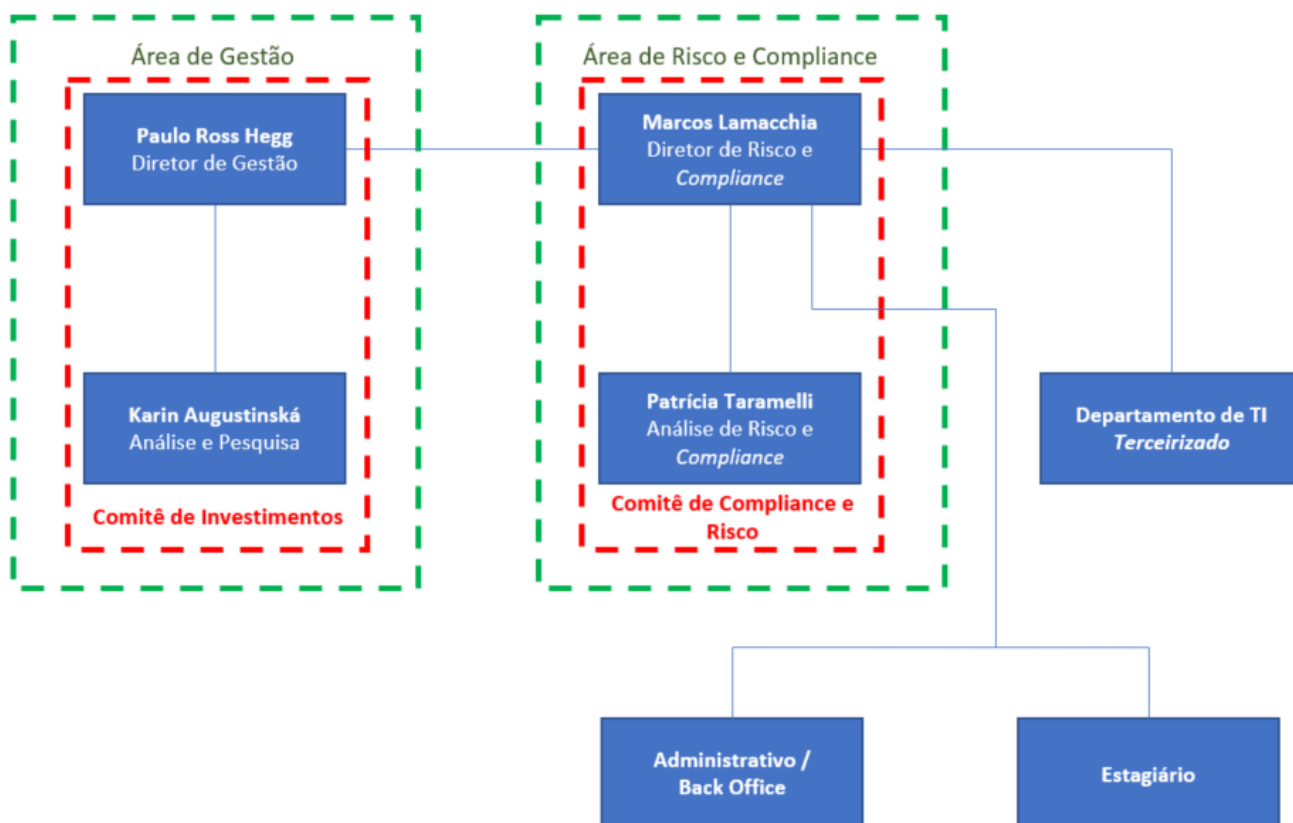 Área de Gestão
Paulo Ross Hegg
Diretor de Gestão
Karin Augustinská
Análise e Pesquisa
Comitê de Investimentos
Área de Risco e Compliance
Marcos Lamacchia
Diretor de Risco e
Compliance
Patrícia Taramelli
Análise de Risco e
Compliance
Comitê de Compliance e
Risco
Departamento de TI
Terceirizado
Administrativo /
Back Office
Estagiário